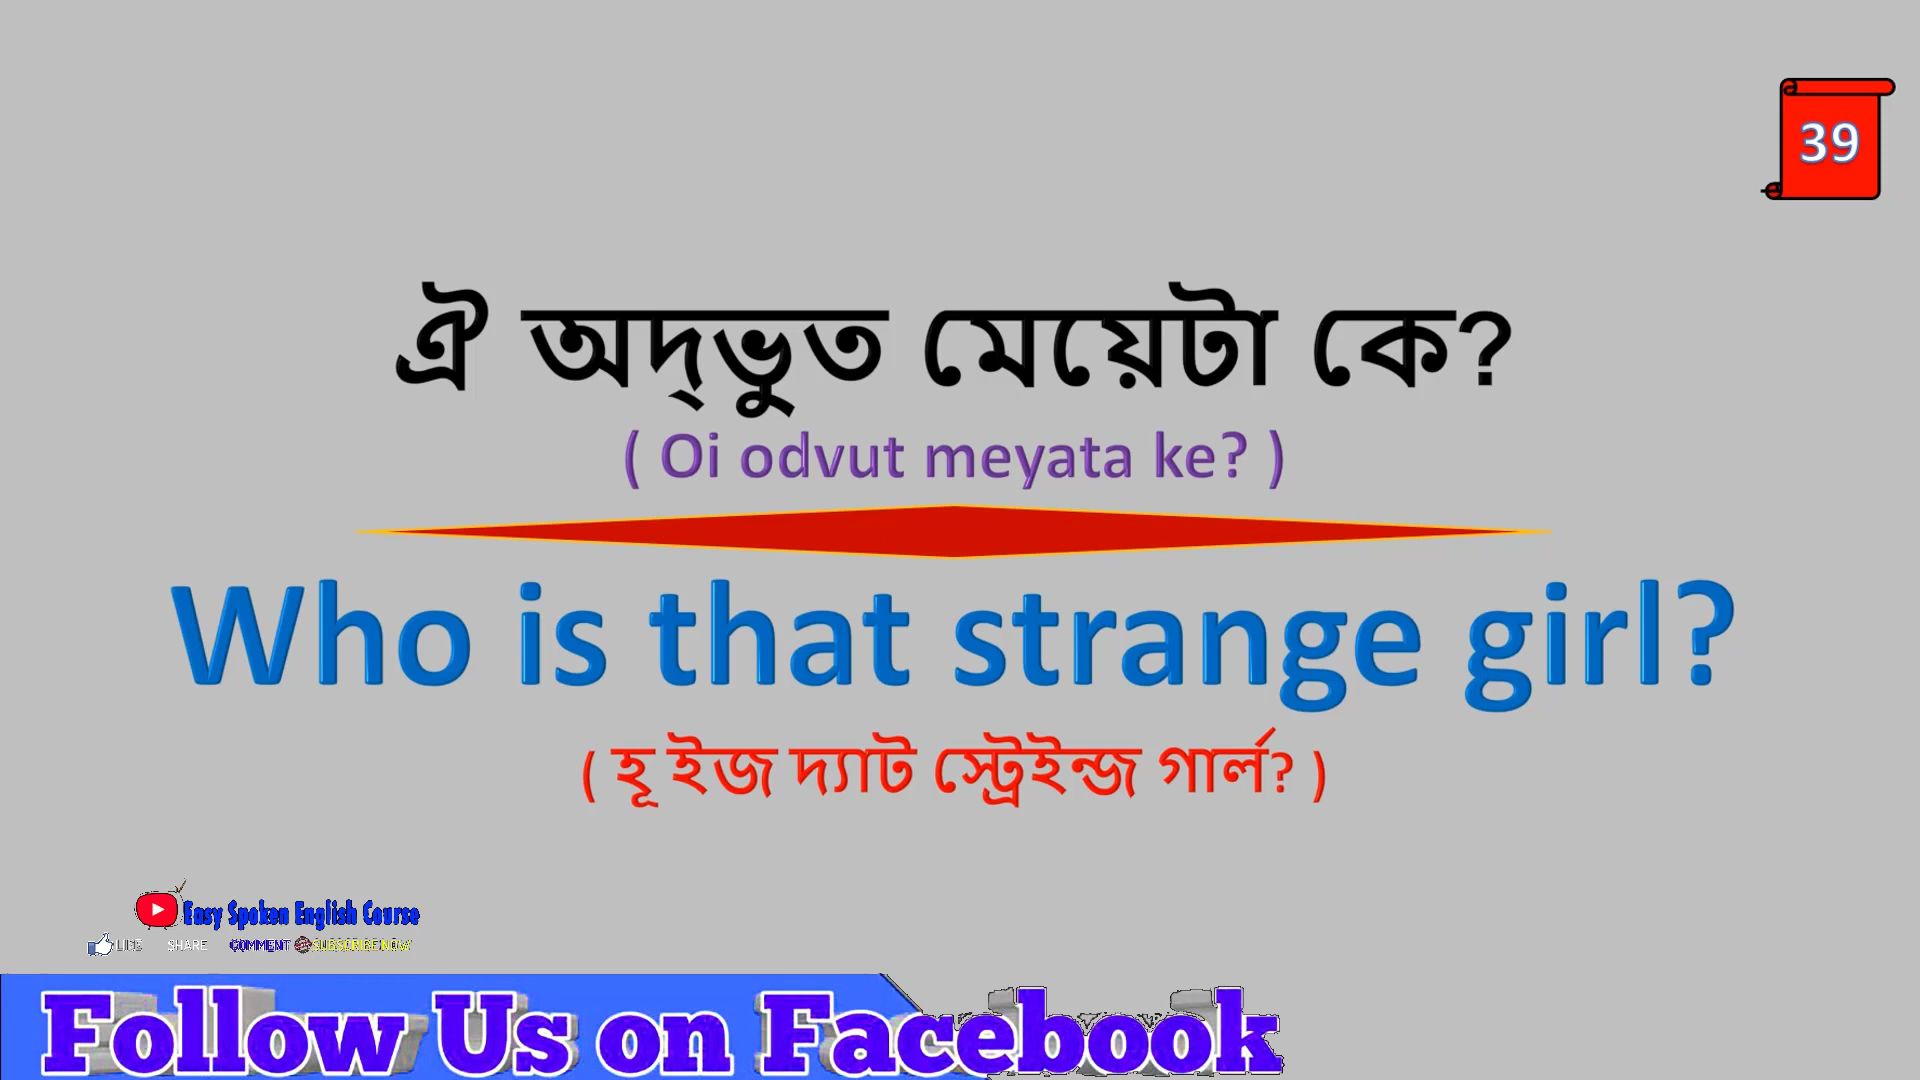 39
ঐ অদ্ভুত মেয়েটা কে?
( Oi odvut meyata ke? )
Who is that strange girl?
( হূ ইজ দ্যাট স্ট্রেইন্জ গার্ল? )
Easy Spoken English Course
LIKE SHARE COMMENT SUBSCRIBE NOW
Follow Us on Facebook